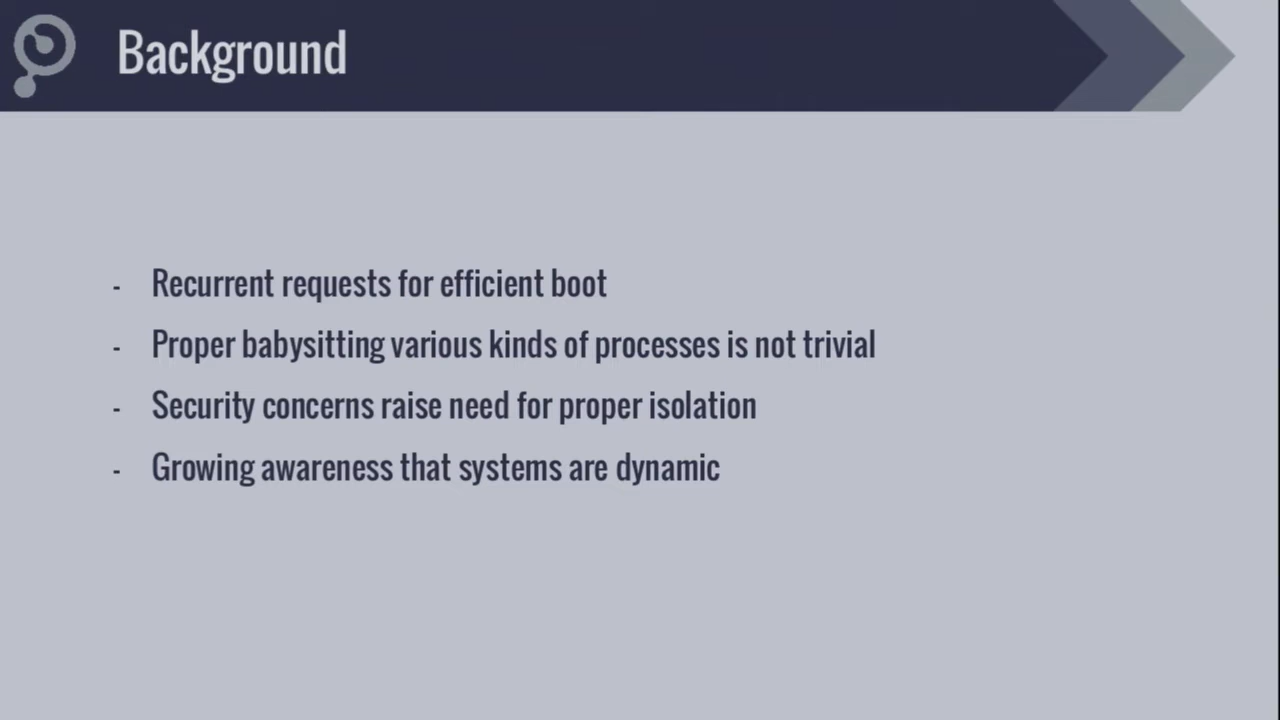 Background
- Recurrent requests for efficient boot
- Proper babysitting various kinds of processes is not trivial
- Security concerns raise need for proper isolation
- Growing awareness that systems are dynamic